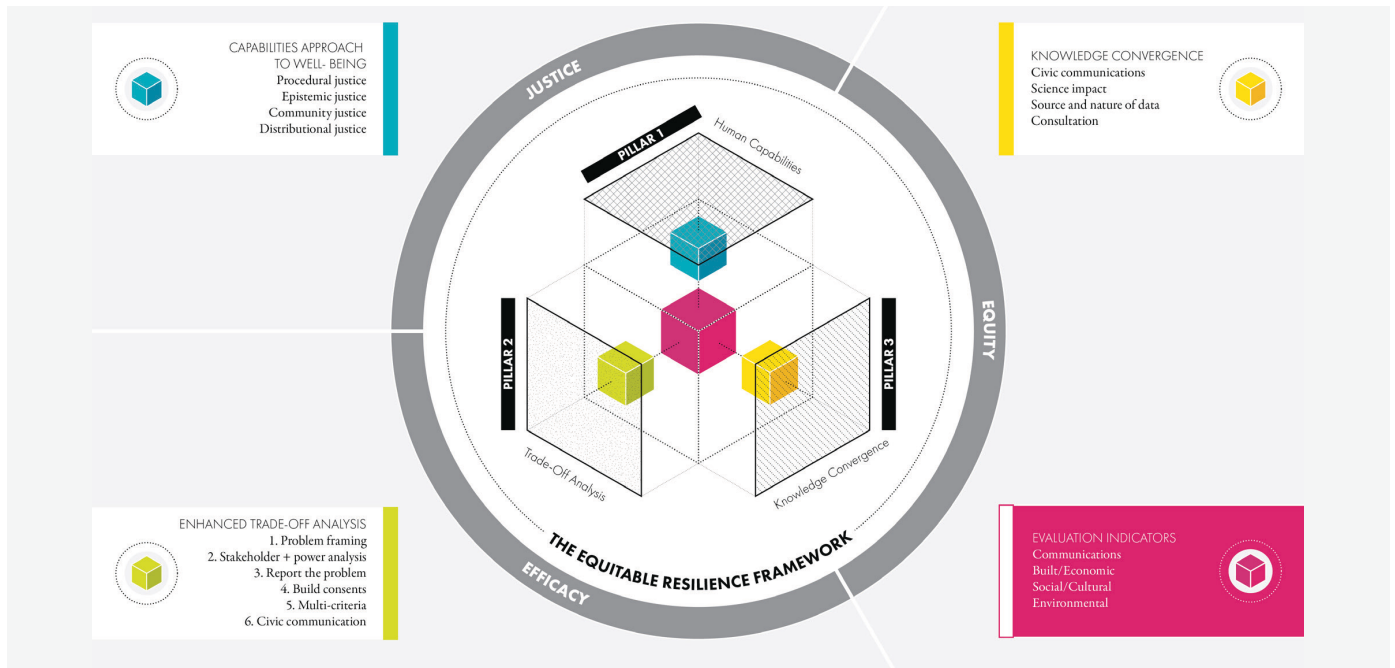 CAPABILITIES APPROACH
TO WELL- BEING
Procedural justice
Epistemic justice
Community justice
Distributional justice
KNOWLEDGE CONVERGENCE
Civic communications
Science impact
Source and nature of data
Consultation
JUSTICE
EQUITY
EFFICACY
PILLAR 1
Human Capabilities
PILLAR 2
Trade-Off Analysis
PILLAR 3
Knowledge Convergence
THE EQUITABLE RESILIENCE FRAMEWORK
ENHANCED TRADE-OFF ANALYSIS
1. Problem framing
2. Stakeholder + power analysis
3. Report the problem
4. Build consents
5. Multi-criteria
6. Civic communication
EVALUATION INDICATORS
Communications
Built/Economic
Social/Cultural
Environmental